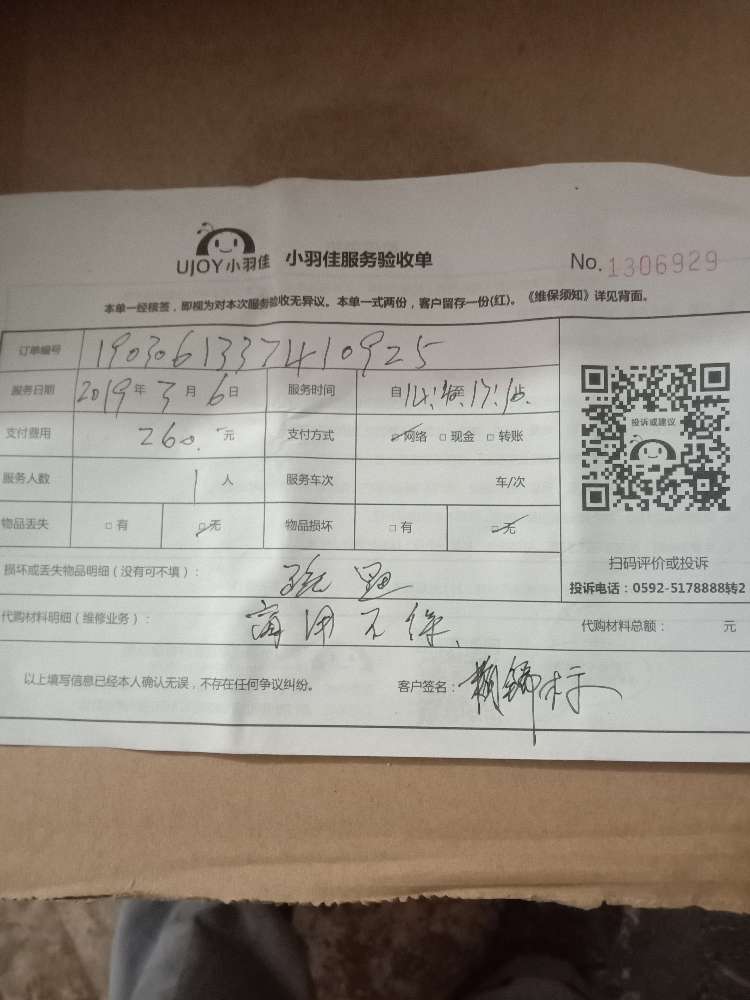 UJOY小羽佳 小羽佳服务验收单 No. 1306929
本单一经核签，即视为对本次服务验收无异议。本单一式两份，客户留存一份(红)。《维保须知》详见背面。
订单编号 1903061337410925
服务日期 2019年3月6日 服务时间 自14:至17:1止
支付费用 260.元 支付方式 网络 现金 转账
投诉或建议
服务人数 1人 服务车次 车/次
物品丢失 有 无 物品损坏 有 无
扫码评价或投诉
损坏或丢失物品明细（没有可不填）：
投诉电话：0592-5178888转2
代购材料明细（维修业务）： 代购材料总额： 元
以上填写信息已经本人确认无误，不存在任何争议纠纷。 客户签名：